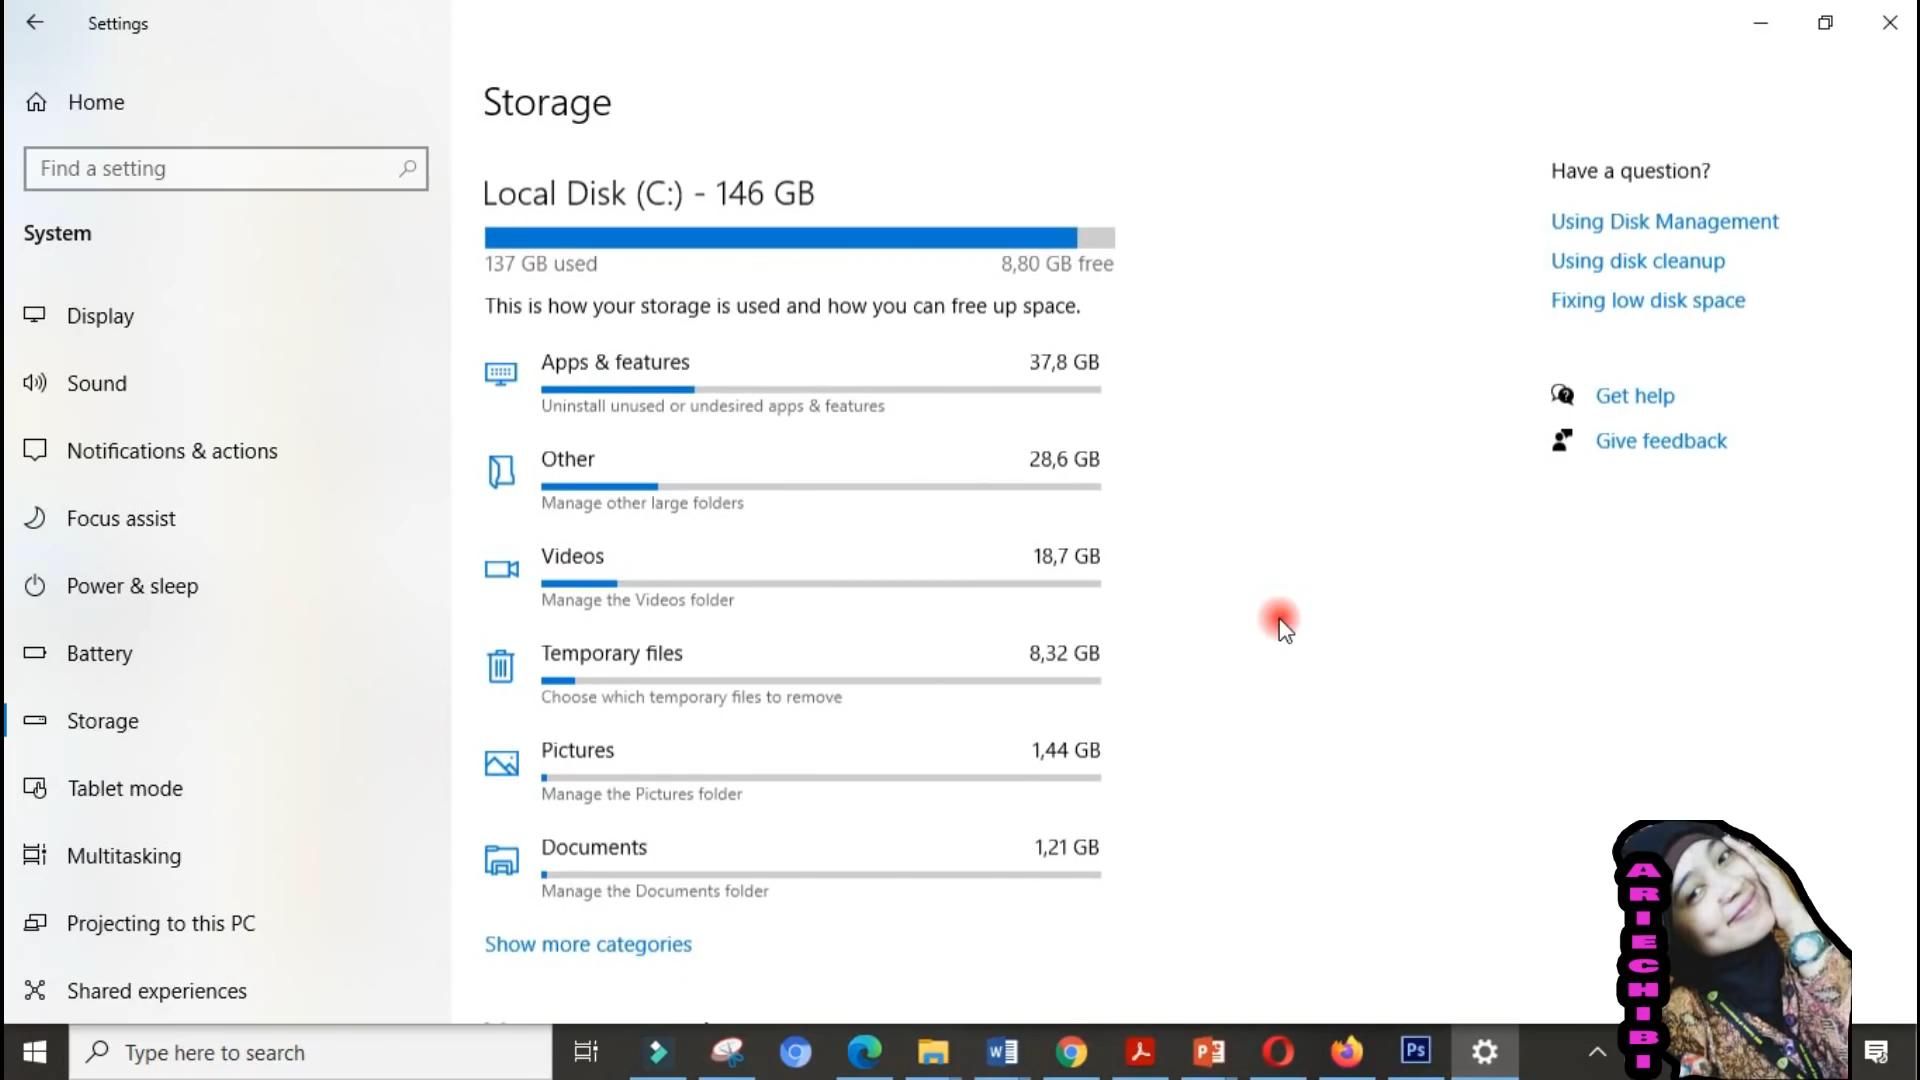 Settings
Home
Find a setting
System
Display
Sound
Notifications & actions
Focus assist
Power & sleep
Battery
Storage
Tablet mode
Multitasking
Projecting to this PC
Shared experiences
Storage
Local Disk (C:) - 146 GB
137 GB used 8,80 GB free
This is how your storage is used and how you can free up space.
Apps & features 37,8 GB
Uninstall unused or undesired apps & features
Other 28,6 GB
Manage other large folders
Videos 18,7 GB
Manage the Videos folder
Temporary files 8,32 GB
Choose which temporary files to remove
Pictures 1,44 GB
Manage the Pictures folder
Documents 1,21 GB
Manage the Documents folder
Show more categories
Have a question?
Using Disk Management
Using disk cleanup
Fixing low disk space
Get help
Give feedback
ARIECHIBI
Type here to search
Ps